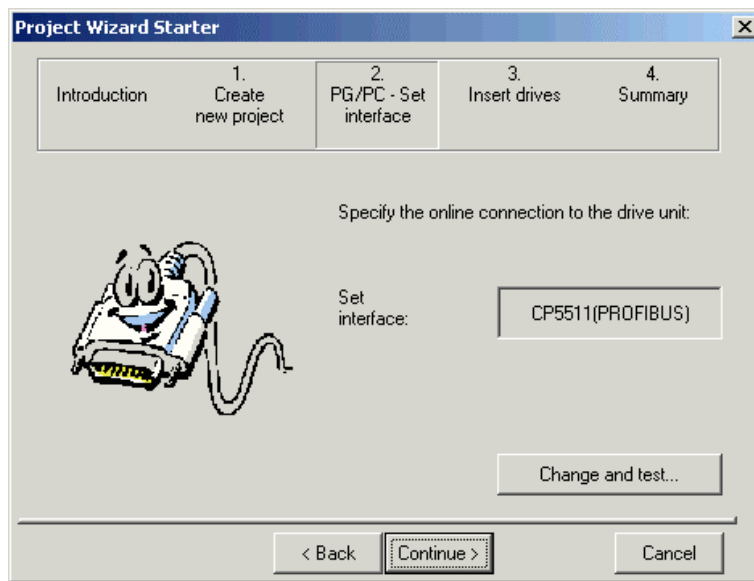 Project Wizard Starter
Introduction
1.
Create
new project
2.
PG/PC - Set
interface
3.
Insert drives
4.
Summary
Specify the online connection to the drive unit:
Set
interface:
CP5511(PROFIBUS)
Change and test...
< Back
Continue >
Cancel